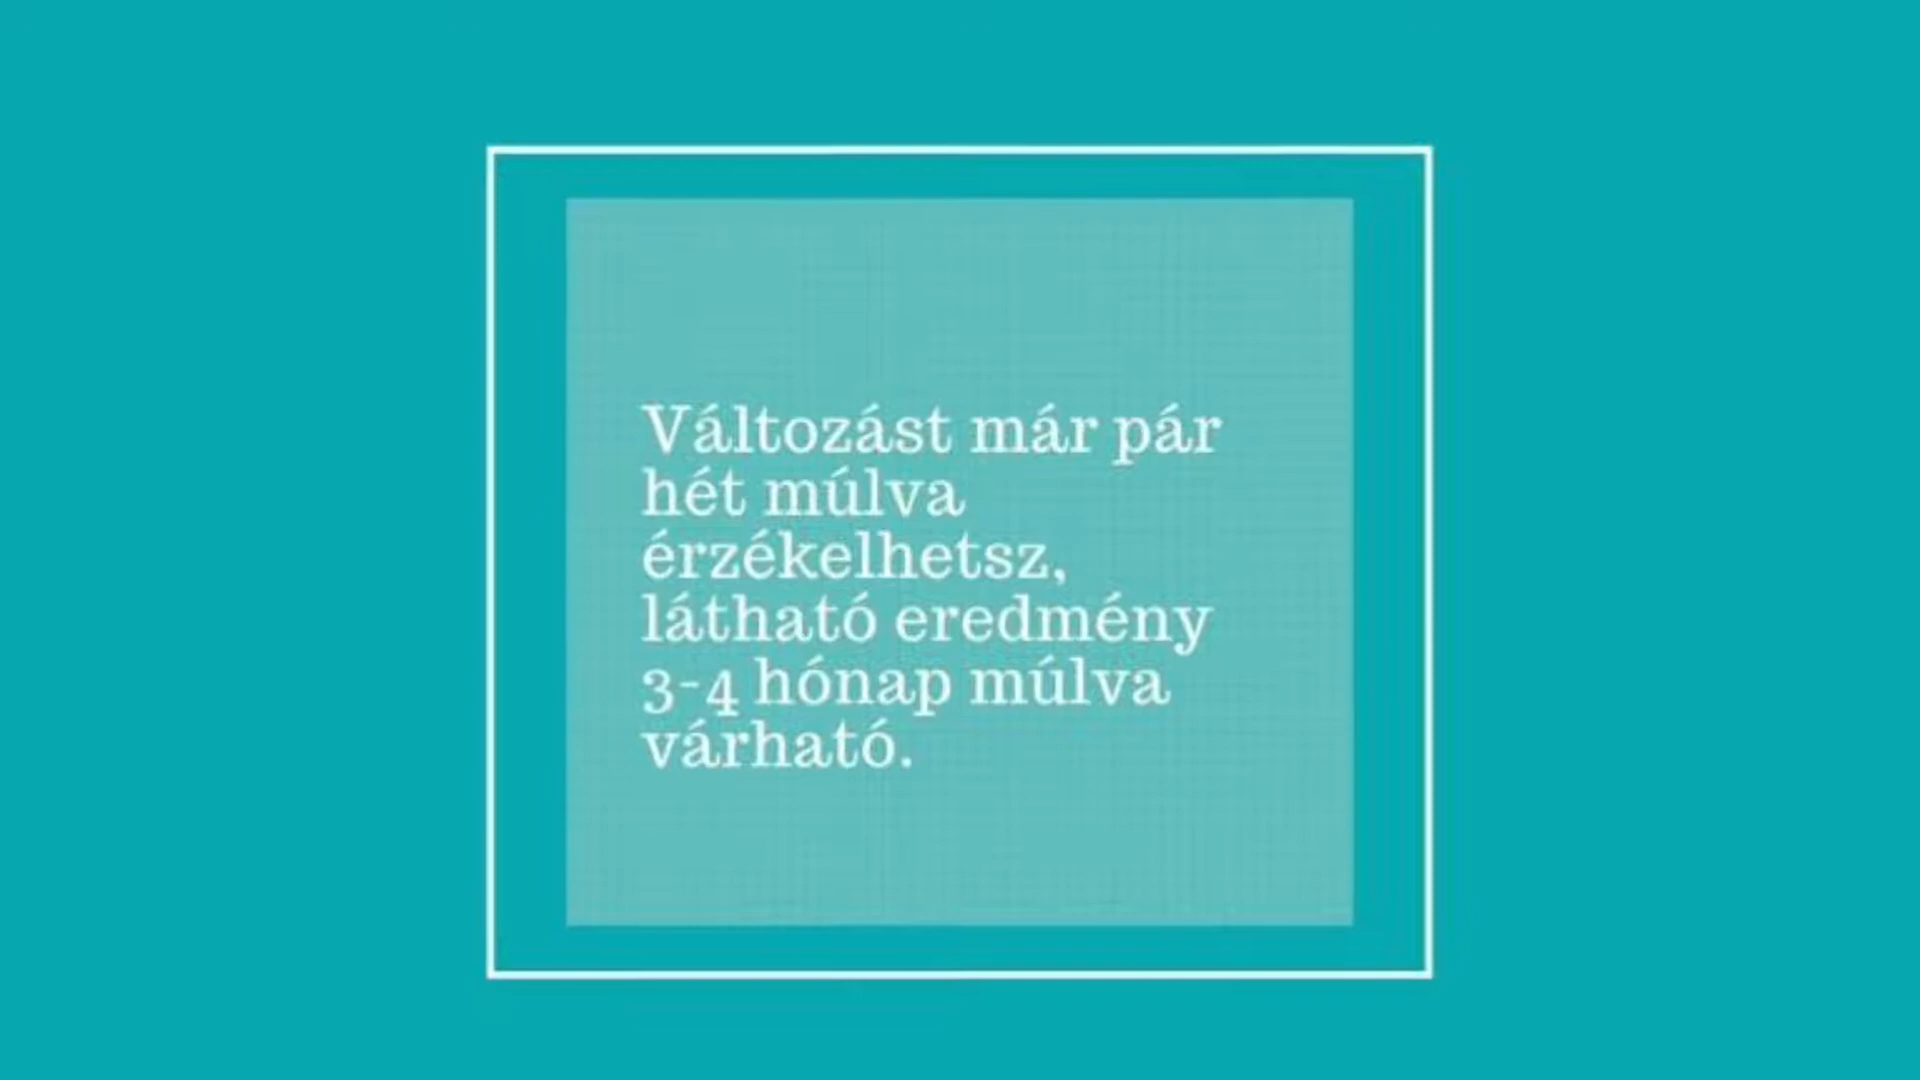 Változást már pár
hét múlva
érzékelhetsz,
látható eredmény
3-4 hónap múlva
várható.